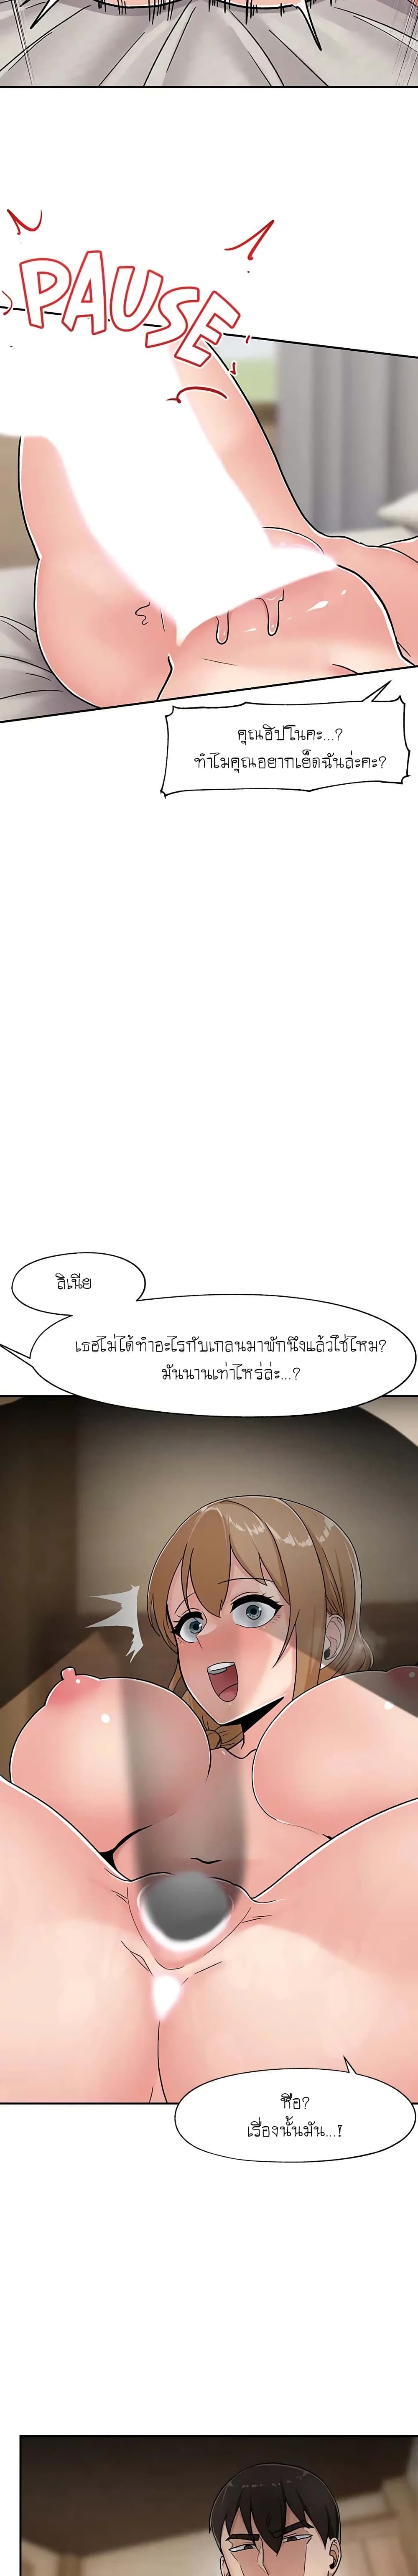 PAUSE
คุณฮิปโนคะ...?
ทำไมคุณอยากเย็ดฉันล่ะคะ?
ลิเนีย
เธอไม่ได้ทำอะไรกับเกลนมาพักนึงแล้วใช่ไหม?
มันนานเท่าไหร่ล่ะ...?
หือ?
เรื่องนั้นมัน...!